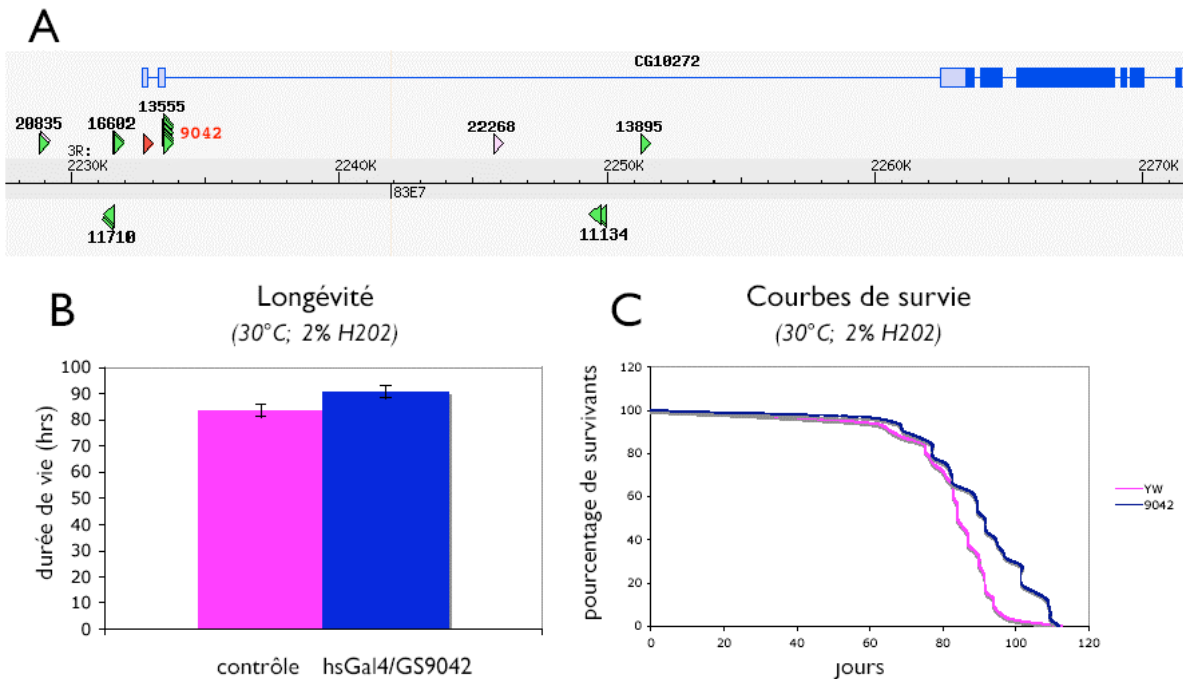 A
CG10272
13555
20835 16602 9042 22268 13895
3R:
2230K 2240K 2250K 2260K 2270K
83E7
11710 11134
B
Longévité
(30°C; 2% H202)
durée de vie (hrs)
100
90
80
70
60
50
40
30
20
10
0
contrôle hsGal4/GS9042
C
Courbes de survie
(30°C; 2% H202)
pourcentage de survivants
120
100
80
60
40
20
0
0 20 40 60 80 100 120
jours
YW
9042